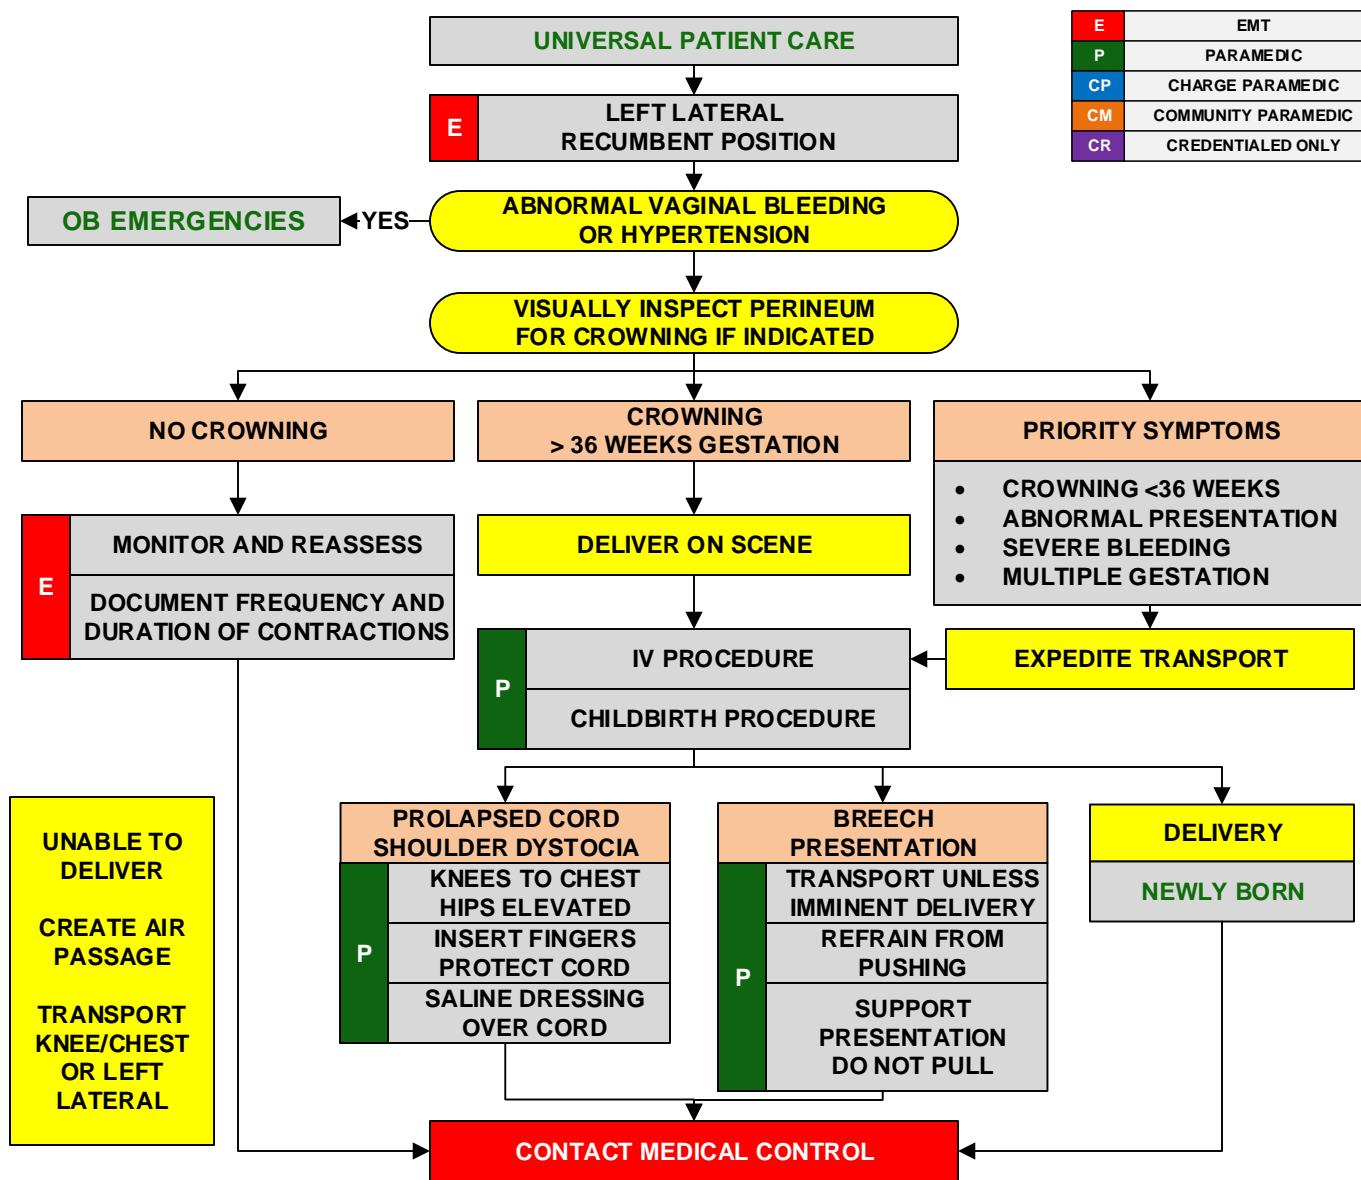 UNIVERSAL PATIENT CARE
E EMT
P PARAMEDIC
CP CHARGE PARAMEDIC
CM COMMUNITY PARAMEDIC
CR CREDENTIALED ONLY
E
LEFT LATERAL
RECUMBENT POSITION
OB EMERGENCIES
YES
ABNORMAL VAGINAL BLEEDING
OR HYPERTENSION
VISUALLY INSPECT PERINEUM
FOR CROWNING IF INDICATED
NO CROWNING
CROWNING
> 36 WEEKS GESTATION
PRIORITY SYMPTOMS
• CROWNING <36 WEEKS
• ABNORMAL PRESENTATION
• SEVERE BLEEDING
• MULTIPLE GESTATION
E
MONITOR AND REASSESS
DOCUMENT FREQUENCY AND
DURATION OF CONTRACTIONS
DELIVER ON SCENE
EXPEDITE TRANSPORT
P
IV PROCEDURE
CHILDBIRTH PROCEDURE
UNABLE TO
DELIVER
CREATE AIR
PASSAGE
TRANSPORT
KNEE/CHEST
OR LEFT
LATERAL
PROLAPSED CORD
SHOULDER DYSTOCIA
P
KNEES TO CHEST
HIPS ELEVATED
INSERT FINGERS
PROTECT CORD
SALINE DRESSING
OVER CORD
BREECH
PRESENTATION
P
TRANSPORT UNLESS
IMMINENT DELIVERY
REFRAIN FROM
PUSHING
SUPPORT
PRESENTATION
DO NOT PULL
DELIVERY
NEWLY BORN
CONTACT MEDICAL CONTROL